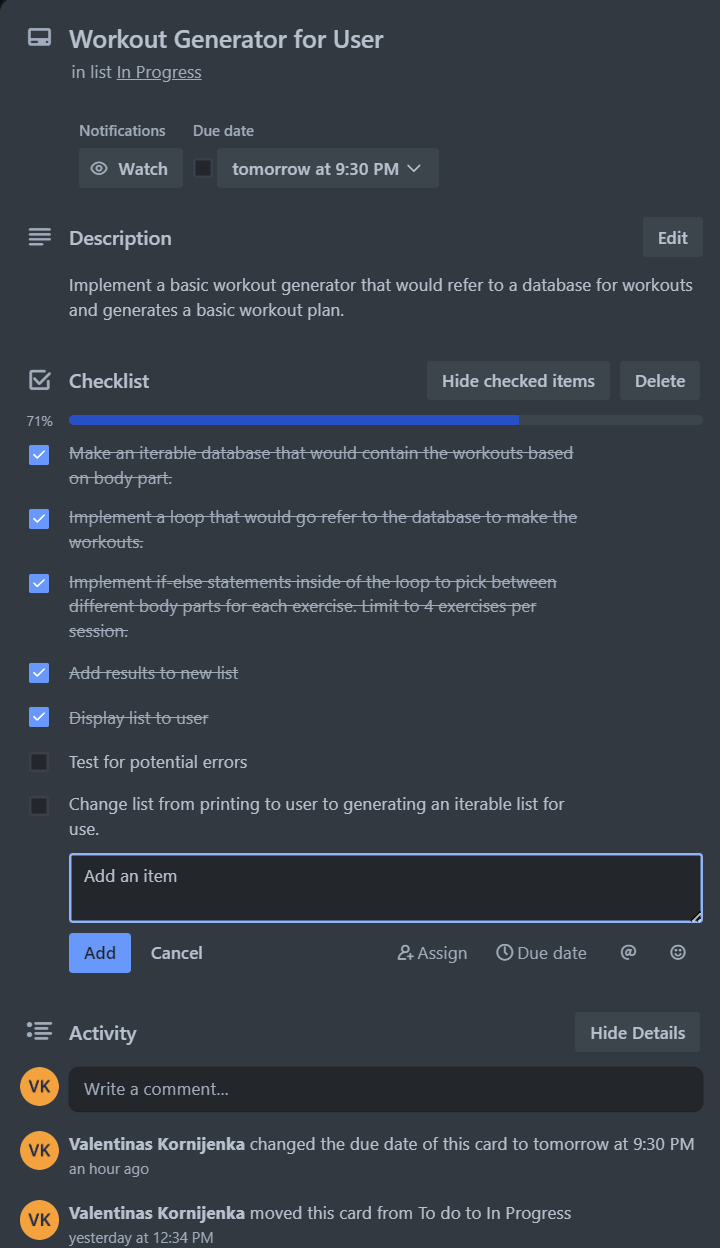 Workout Generator for User
in list In Progress
Notifications Due date
Watch tomorrow at 9:30 PM
Description Edit
Implement a basic workout generator that would refer to a database for workouts
and generates a basic workout plan.
Checklist Hide checked items Delete
71%
Make an iterable database that would contain the workouts based
on body part.
Implement a loop that would go refer to the database to make the
workouts.
Implement if-else statements inside of the loop to pick between
different body parts for each exercise. Limit to 4 exercises per
session.
Add results to new list
Display list to user
Test for potential errors
Change list from printing to user to generating an iterable list for
use.
Add an item
Add Cancel Assign Due date @
Activity Hide Details
VK Write a comment...
VK Valentinas Kornijenka changed the due date of this card to tomorrow at 9:30 PM
an hour ago
VK Valentinas Kornijenka moved this card from To do to In Progress
yesterday at 12:34 PM